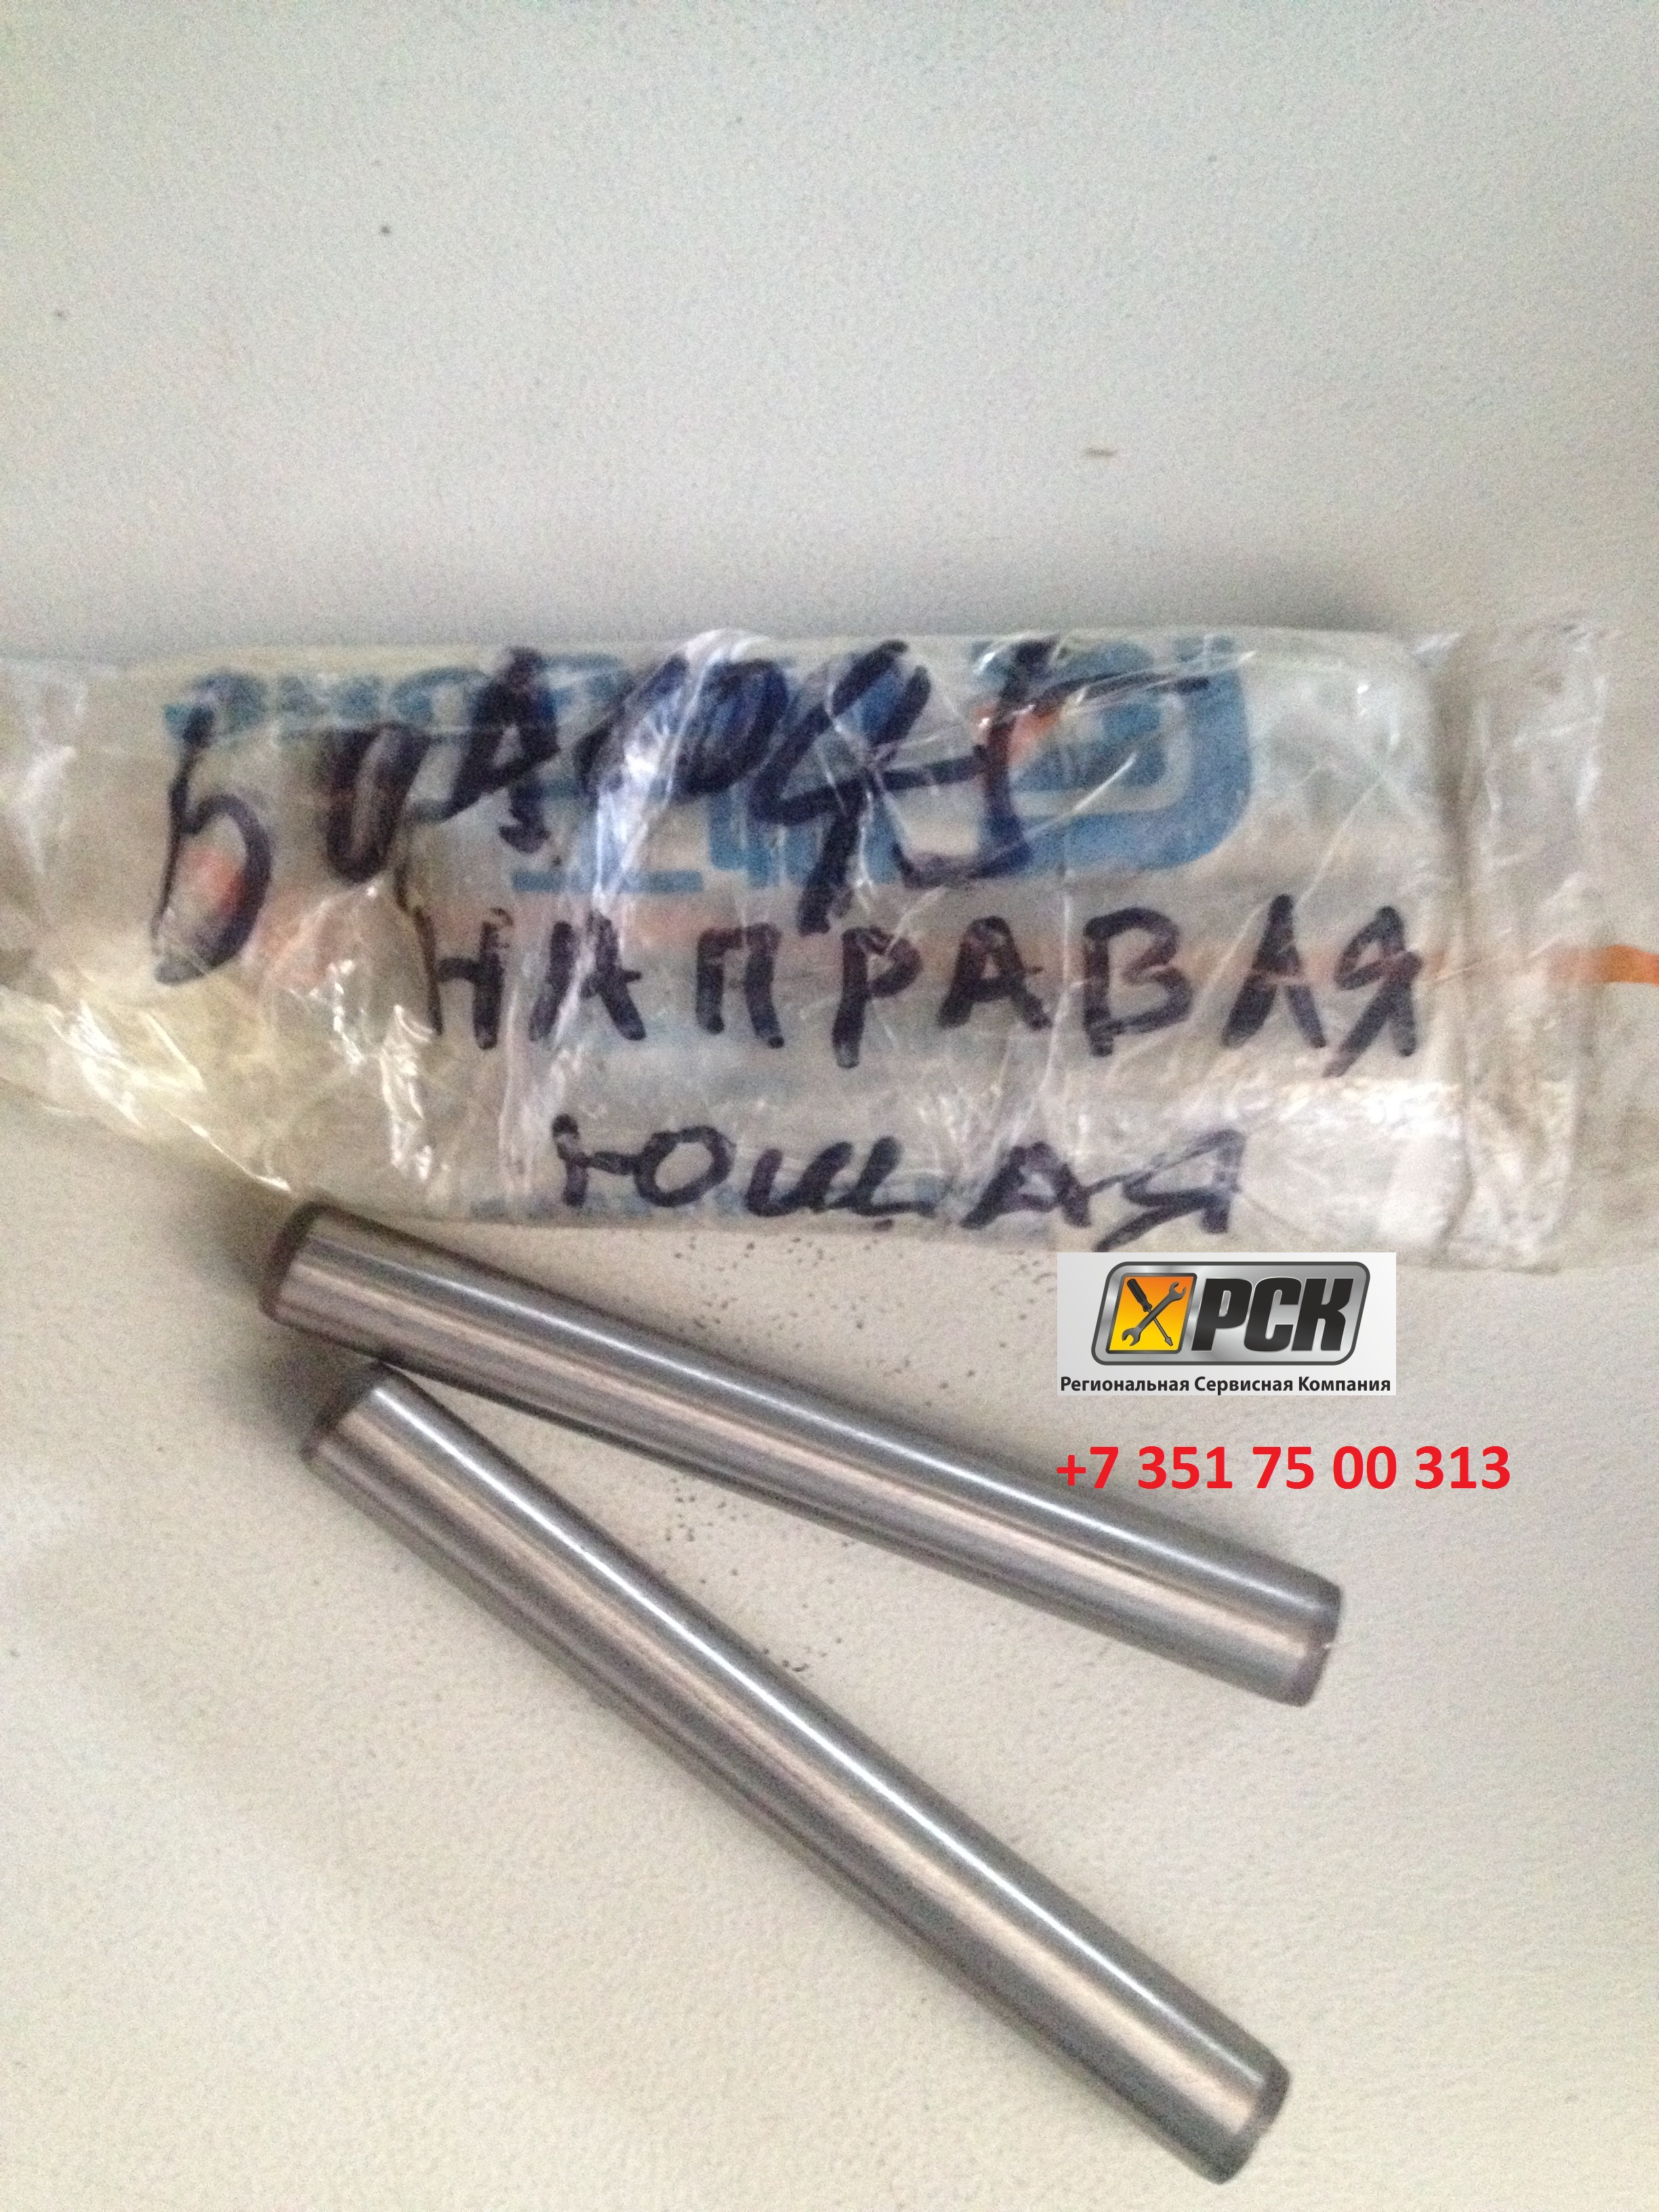 НАПРАВЛЯ
ЮЩАЯ
РСК
Региональная Сервисная Компания
+7 351 75 00 313